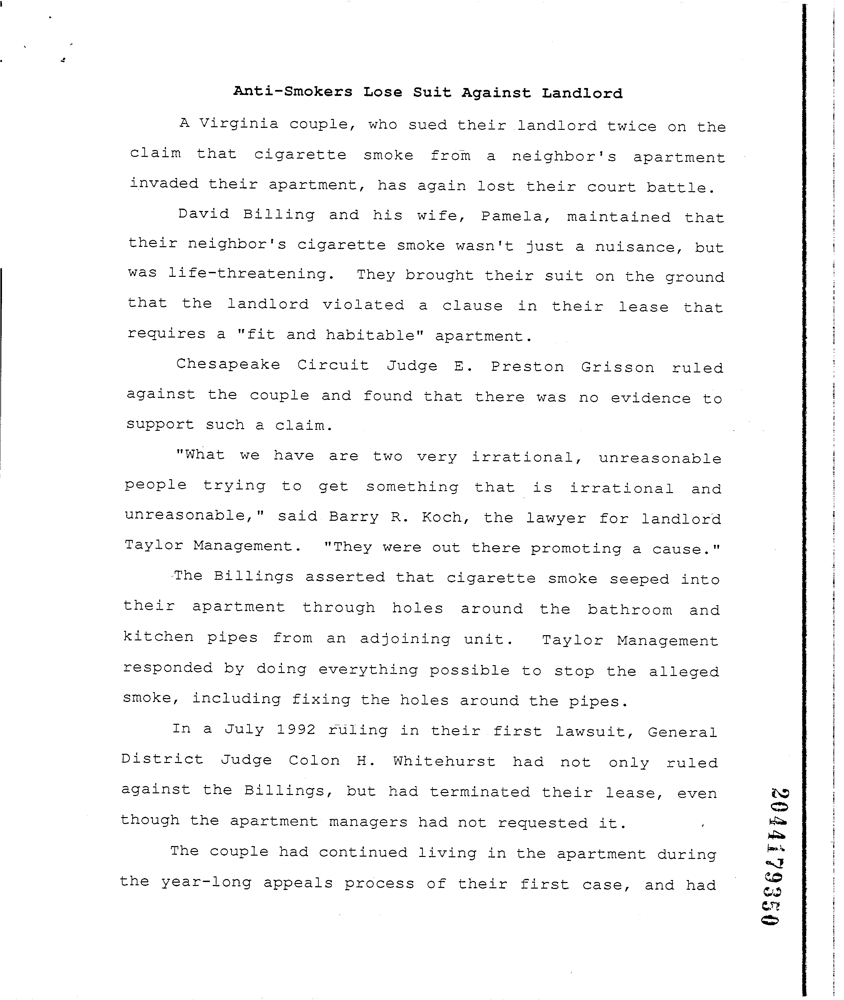 Anti-Smokers Lose Suit Against Landlord
A Virginia couple, who sued their landlord twice on the
claim that cigarette smoke from a neighbor's apartment
invaded their apartment, has again lost their court battle.
David Billing and his wife, Pamela, maintained that
their neighbor's cigarette smoke wasn't just a nuisance, but
was life-threatening. They brought their suit on the ground
that the landlord violated a clause in their lease that
requires a "fit and habitable" apartment.
Chesapeake Circuit Judge E. Preston Grisson ruled
against the couple and found that there was no evidence to
support such a claim.
"What we have are two very irrational, unreasonable
people trying to get something that is irrational and
unreasonable," said Barry R. Koch, the lawyer for landlord
Taylor Management. "They were out there promoting a cause."
The Billings asserted that cigarette smoke seeped into
their apartment through holes around the bathroom and
kitchen pipes from an adjoining unit. Taylor Management
responded by doing everything possible to stop the alleged
smoke, including fixing the holes around the pipes.
In a July 1992 ruling in their first lawsuit, General
District Judge Colon H. Whitehurst had not only ruled
against the Billings, but had terminated their lease, even
though the apartment managers had not requested it.
The couple had continued living in the apartment during
the year-long appeals process of their first case, and had
2044179350